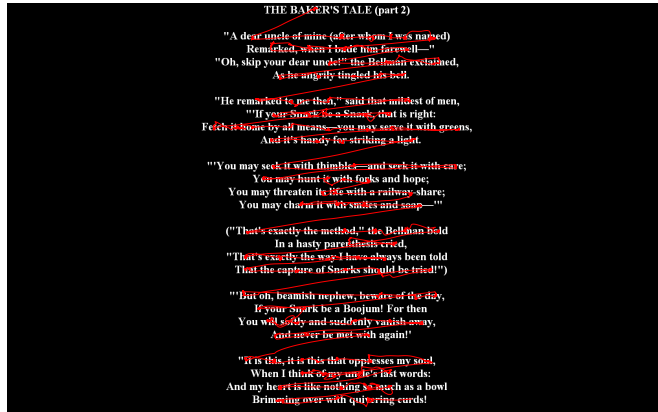 THE BAKER'S TALE (part 2)
"A dear uncle of mine (after whom I was named)
Remarked, when I bade him farewell—"
"Oh, skip your dear uncle!" the Bellman exclaimed,
As he angrily tingled his bell.
"He remarked to me then," said that mildest of men,
"'If your Snark be a Snark, that is right:
Fetch it home by all means—you may serve it with greens,
And it's handy for striking a light.
"'You may seek it with thimbles—and seek it with care;
You may hunt it with forks and hope;
You may threaten its life with a railway-share;
You may charm it with smiles and soap—'"
("That's exactly the method," the Bellman bold
In a hasty parenthesis cried,
"That's exactly the way I have always been told
That the capture of Snarks should be tried!")
"'But oh, beamish nephew, beware of the day,
If your Snark be a Boojum! For then
You will softly and suddenly vanish away,
And never be met with again!'
"It is this, it is this that oppresses my soul,
When I think of my uncle's last words:
And my heart is like nothing so much as a bowl
Brimming over with quivering curds!